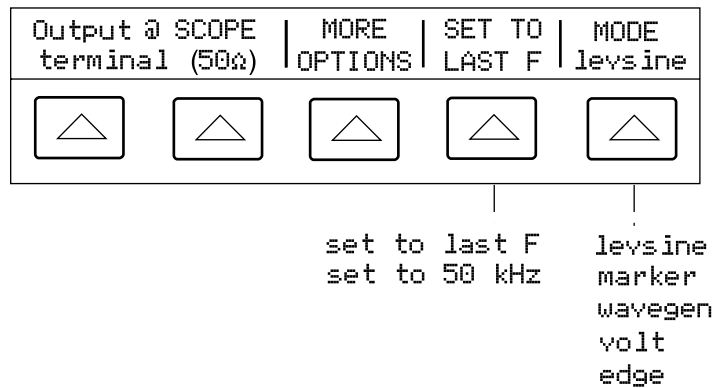 Output @ SCOPE
terminal (50Ω)
MORE
OPTIONS
SET TO
LAST F
MODE
levsine
set to last F
set to 50 kHz
levsine
marker
wavegen
volt
edge